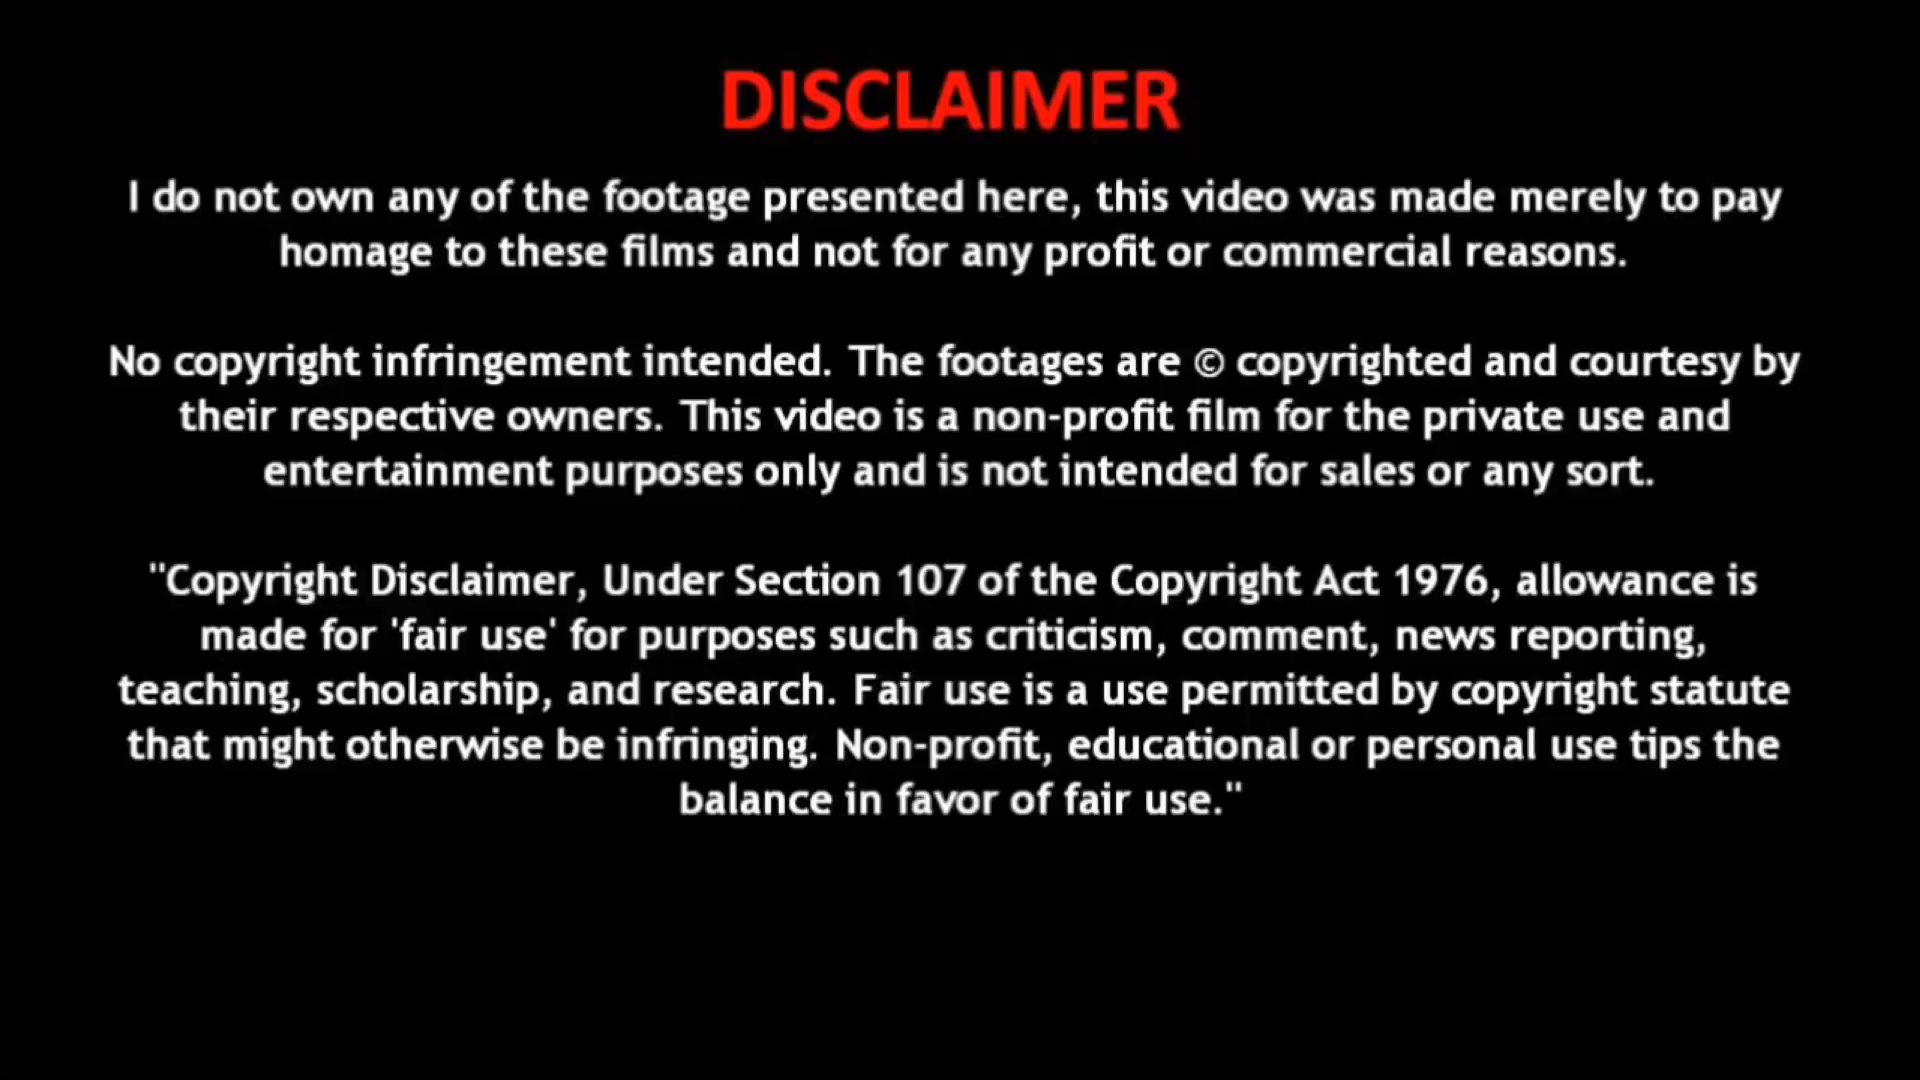 DISCLAIMER
I do not own any of the footage presented here, this video was made merely to pay
homage to these films and not for any profit or commercial reasons.
No copyright infringement intended. The footages are © copyrighted and courtesy by
their respective owners. This video is a non-profit film for the private use and
entertainment purposes only and is not intended for sales or any sort.
"Copyright Disclaimer, Under Section 107 of the Copyright Act 1976, allowance is
made for 'fair use' for purposes such as criticism, comment, news reporting,
teaching, scholarship, and research. Fair use is a use permitted by copyright statute
that might otherwise be infringing. Non-profit, educational or personal use tips the
balance in favor of fair use."